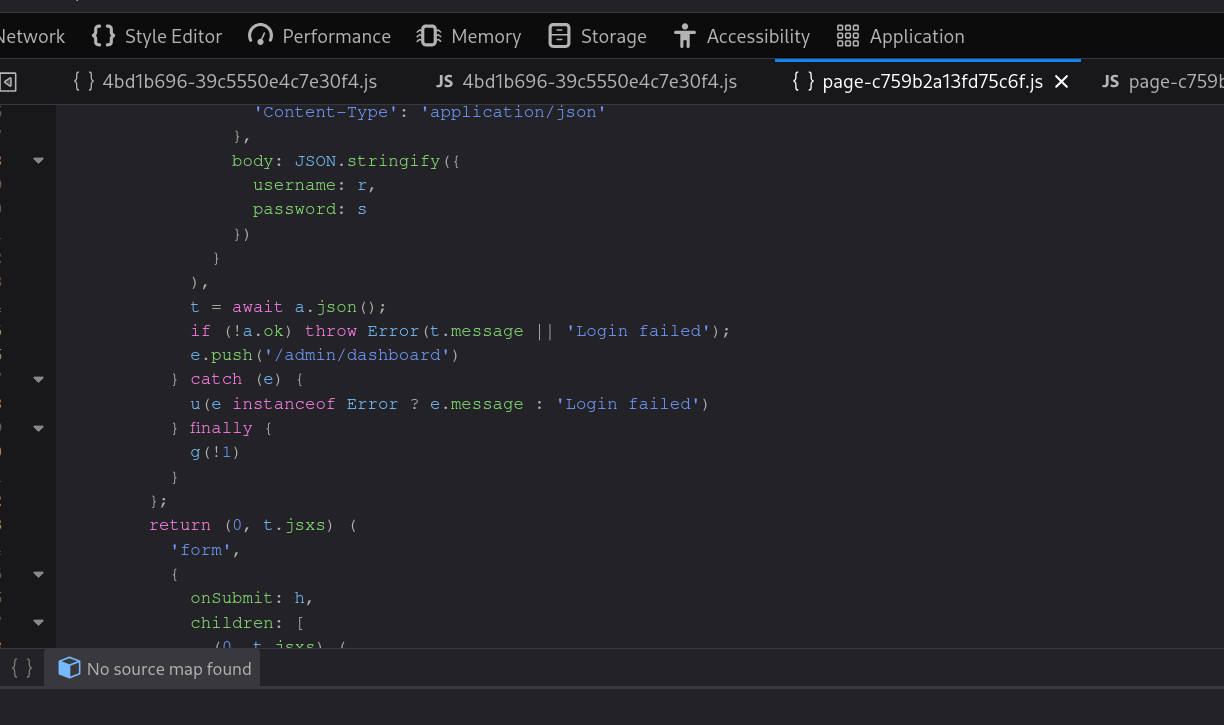 Network { } Style Editor Performance Memory Storage Accessibility Application
{ } 4bd1b696-39c5550e4c7e30f4.js JS 4bd1b696-39c5550e4c7e30f4.js { } page-c759b2a13fd75c6f.js JS page-c759b
'Content-Type': 'application/json'
},
body: JSON.stringify({
username: r,
password: s
})
}
),
t = await a.json();
if (!a.ok) throw Error(t.message || 'Login failed');
e.push('/admin/dashboard')
} catch (e) {
u(e instanceof Error ? e.message : 'Login failed')
} finally {
g(!1)
}
};
return (0, t.jsxs) (
'form',
{
onSubmit: h,
children: [
(0, t.jsxs) (
{ } No source map found